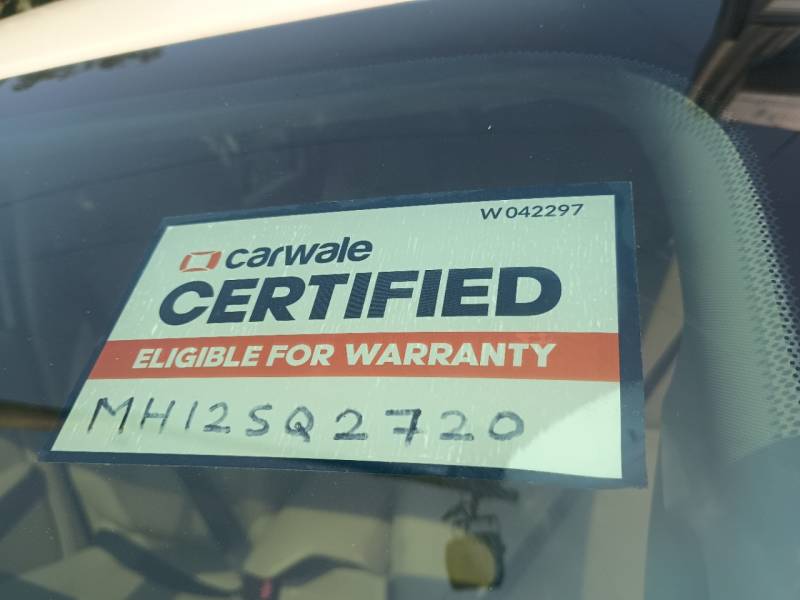 W042297
carwale
CERTIFIED
ELIGIBLE FOR WARRANTY
MH12SQ2720